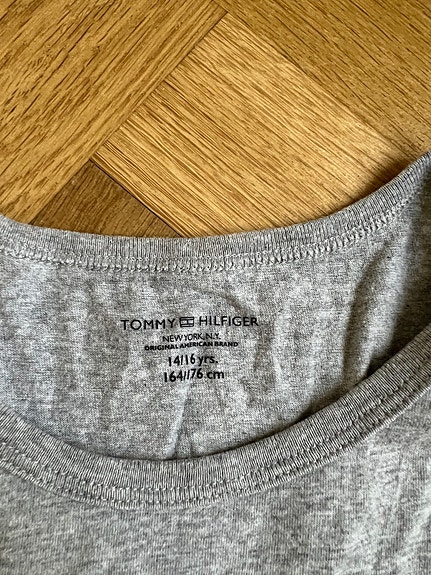 TOMMY HILFIGER
NEW YORK, N.Y.
ORIGINAL AMERICAN BRAND
14/16 yrs.
164/176 cm